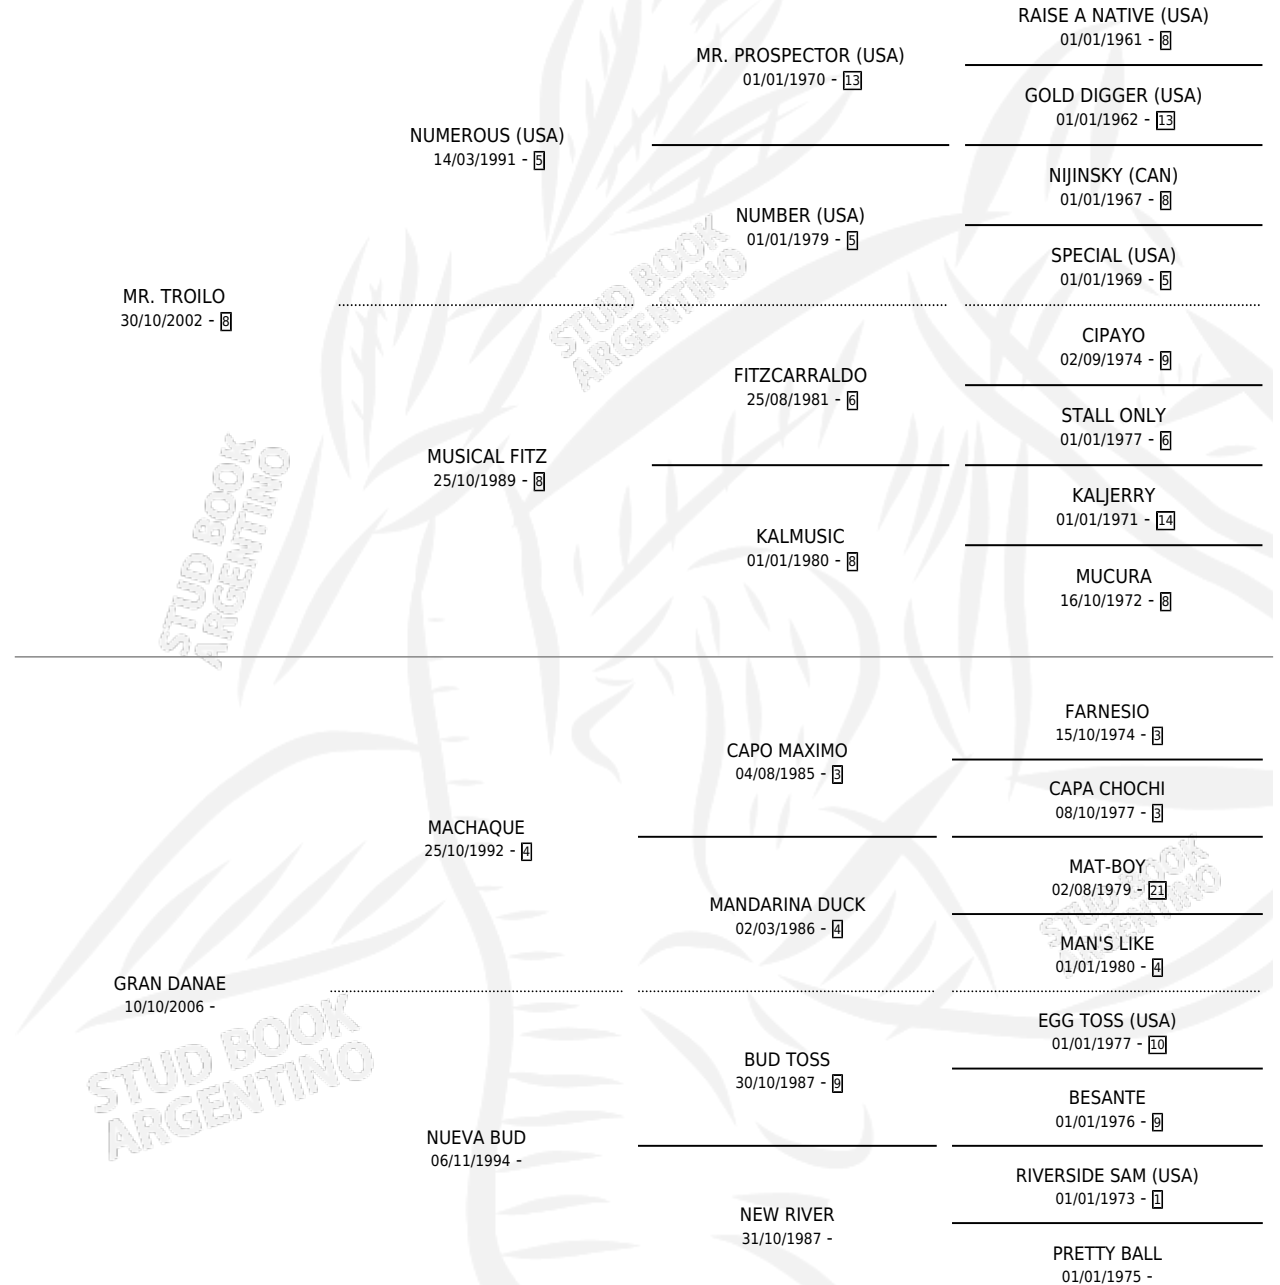 RAISE A NATIVE (USA)
01/01/1961 - 8
MR. PROSPECTOR (USA)
01/01/1970 - 13
GOLD DIGGER (USA)
01/01/1962 - 13
NUMEROUS (USA)
14/03/1991 - 5
NIJINSKY (CAN)
01/01/1967 - 8
NUMBER (USA)
01/01/1979 - 5
SPECIAL (USA)
01/01/1969 - 5
MR. TROILO
30/10/2002 - 8
STUD BOOK
ARGENTINO
CIPAYO
02/09/1974 - 9
FITZCARRALDO
25/08/1981 - 6
STALL ONLY
01/01/1977 - 6
MUSICAL FITZ
25/10/1989 - 8
KALJERRY
01/01/1971 - 14
KALMUSIC
01/01/1980 - 8
MUCURA
16/10/1972 - 8
STUD BOOK
ARGENTINO
FARNESIO
15/10/1974 - 3
CAPO MAXIMO
04/08/1985 - 3
CAPA CHOCHI
08/10/1977 - 3
MACHAQUE
25/10/1992 - 4
MAT-BOY
02/08/1979 - 21
MANDARINA DUCK
02/03/1986 - 4
MAN'S LIKE
01/01/1980 - 4
STUD BOOK
ARGENTINO
GRAN DANAE
10/10/2006 -
EGG TOSS (USA)
01/01/1977 - 10
BUD TOSS
30/10/1987 - 9
BESANTE
01/01/1976 - 9
STUD BOOK
ARGENTINO
NUEVA BUD
06/11/1994 -
RIVERSIDE SAM (USA)
01/01/1973 - 1
NEW RIVER
31/10/1987 -
PRETTY BALL
01/01/1975 -